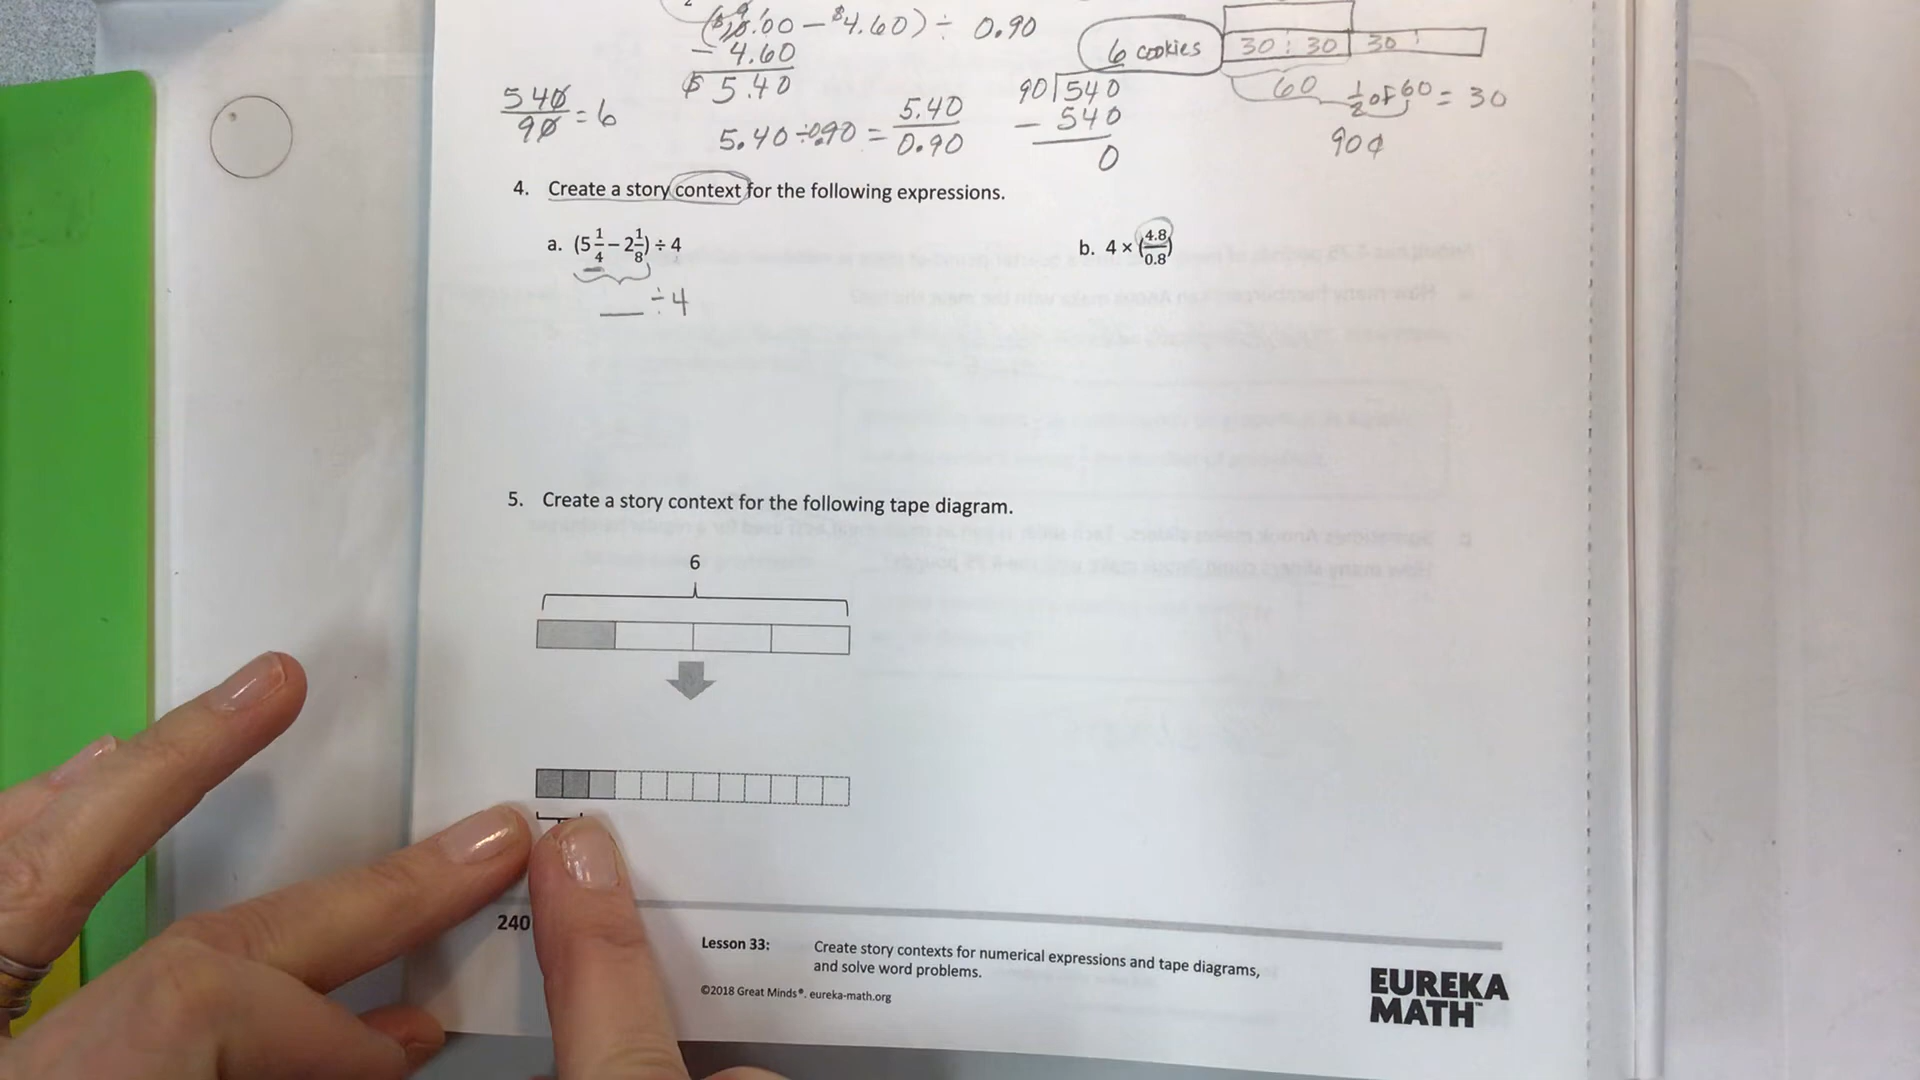 ($10.00 – $4.60) ÷ 0.90
– 4.60
$ 5.40
6 cookies
30 30 30
60
1/2 of 60 = 30
90¢
540/90 = 6
5.40 ÷ 0.90 = 5.40/0.90
90)540
– 540
0
4. Create a story context for the following expressions.
a. (5 1/4 – 2 1/8) ÷ 4
__ ÷ 4
b. 4 × (4.8/0.8)
5. Create a story context for the following tape diagram.
6
240
Lesson 33: Create story contexts for numerical expressions and tape diagrams,
and solve word problems.
©2018 Great Minds®. eureka-math.org
EUREKA
MATH™